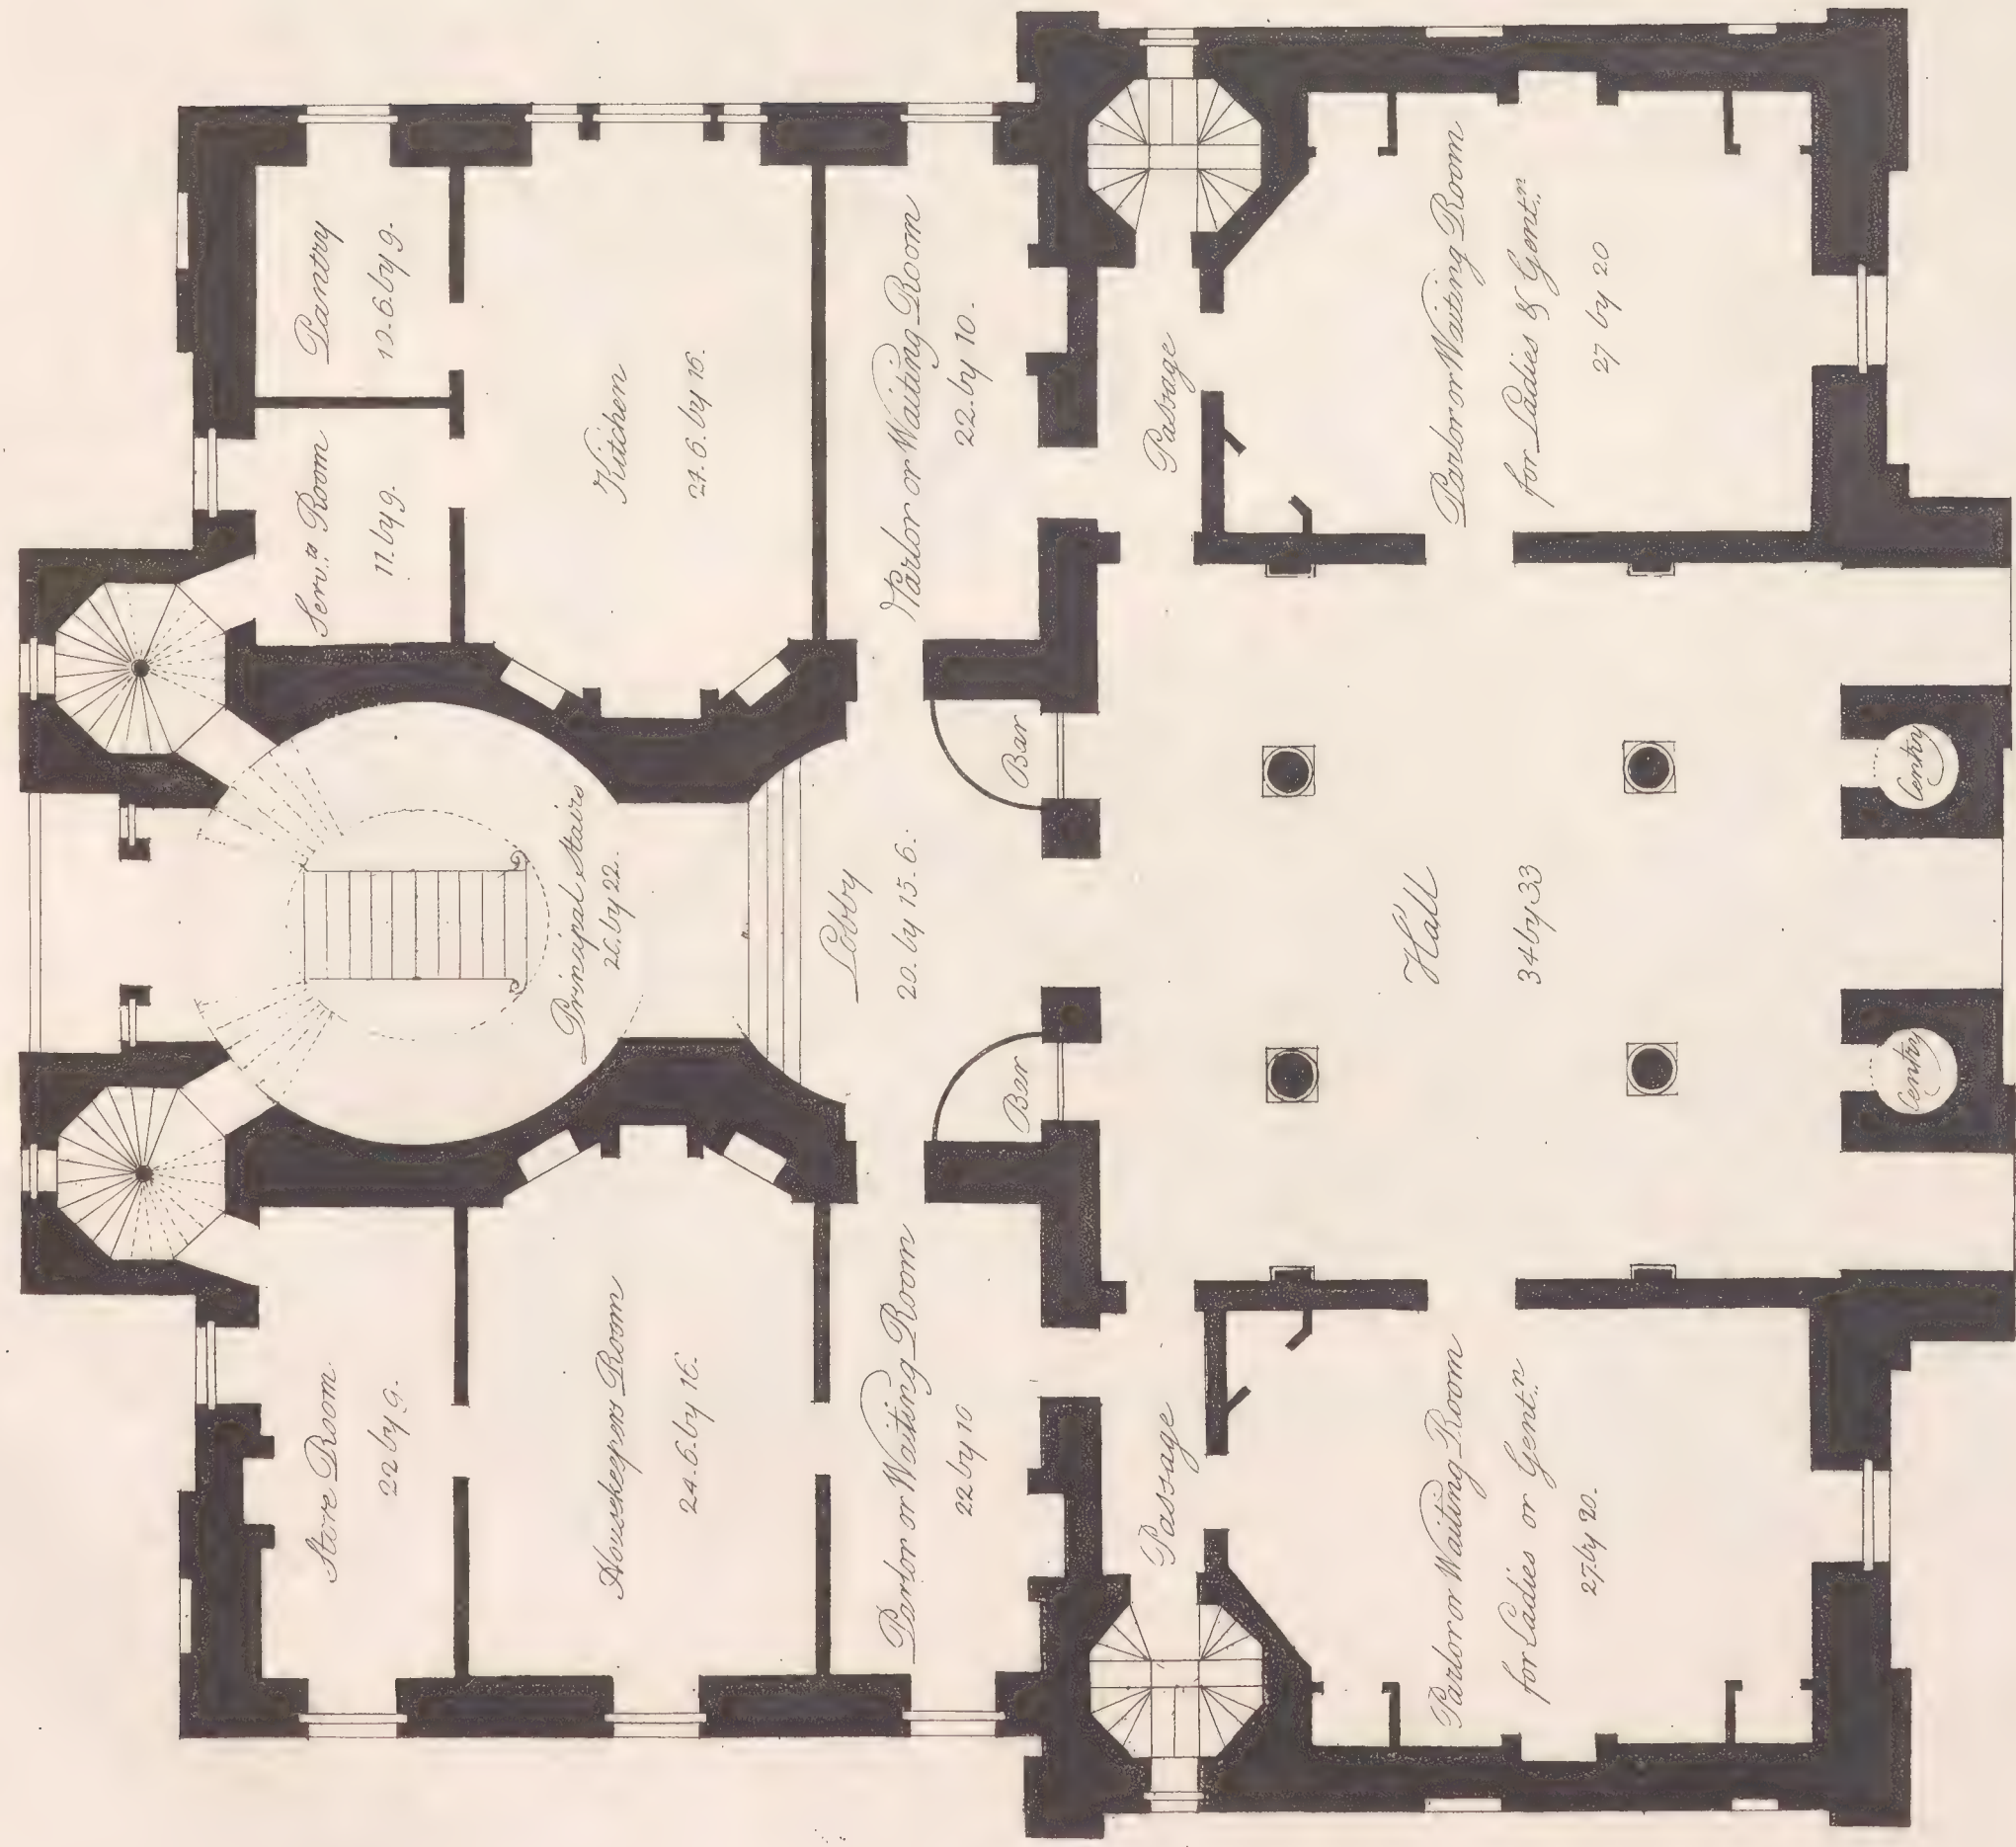 Store Room
22 by 9.
Housekeepers Room
24.6. by 16.
Parlor or Waiting Room
22 by 10
Passage
Parlor or Waiting Room
for Ladies or Gent.n
27. by 20.
Principal Stairs
26. by 22.
Lobby
20. by 15.6.
Bar
Bar
Hall
34 by 33
Centry
Centry
Serv.ts Room
11. by 9.
Pantry
10.6. by 9.
Kitchen
24.6. by 16.
Parlor or Waiting Room
22. by 10.
Passage
Parlor or Waiting Room
for Ladies & Gent.n
27 by 20